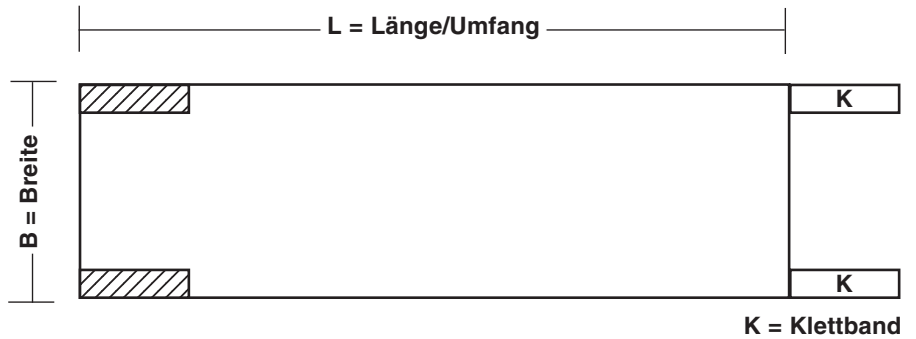 L = Länge/Umfang
K
B = Breite
K
K = Klettband